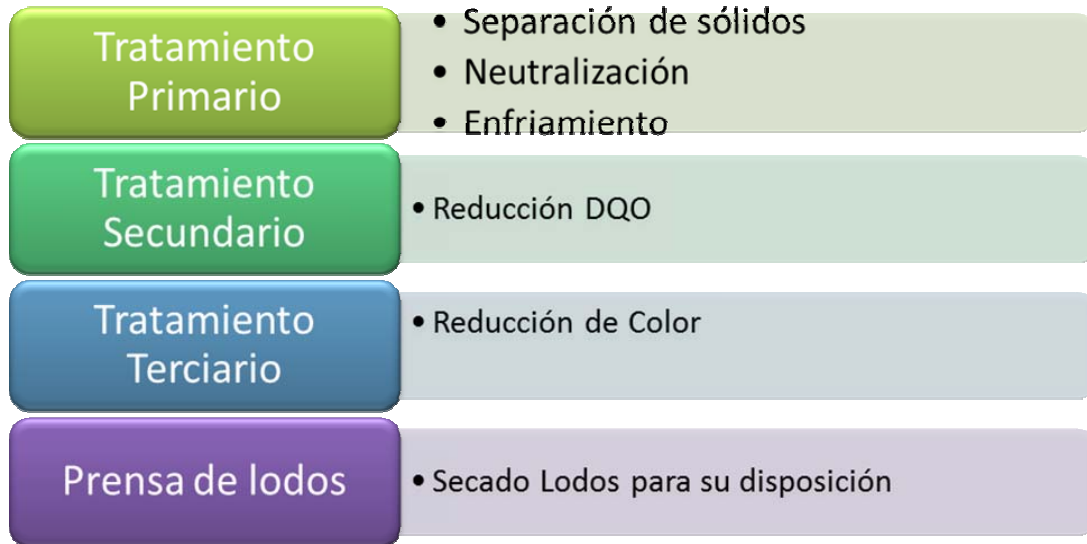 Tratamiento
Primario
• Separación de sólidos
• Neutralización
• Enfriamiento
Tratamiento
Secundario
• Reducción DQO
Tratamiento
Terciario
• Reducción de Color
Prensa de lodos
• Secado Lodos para su disposición